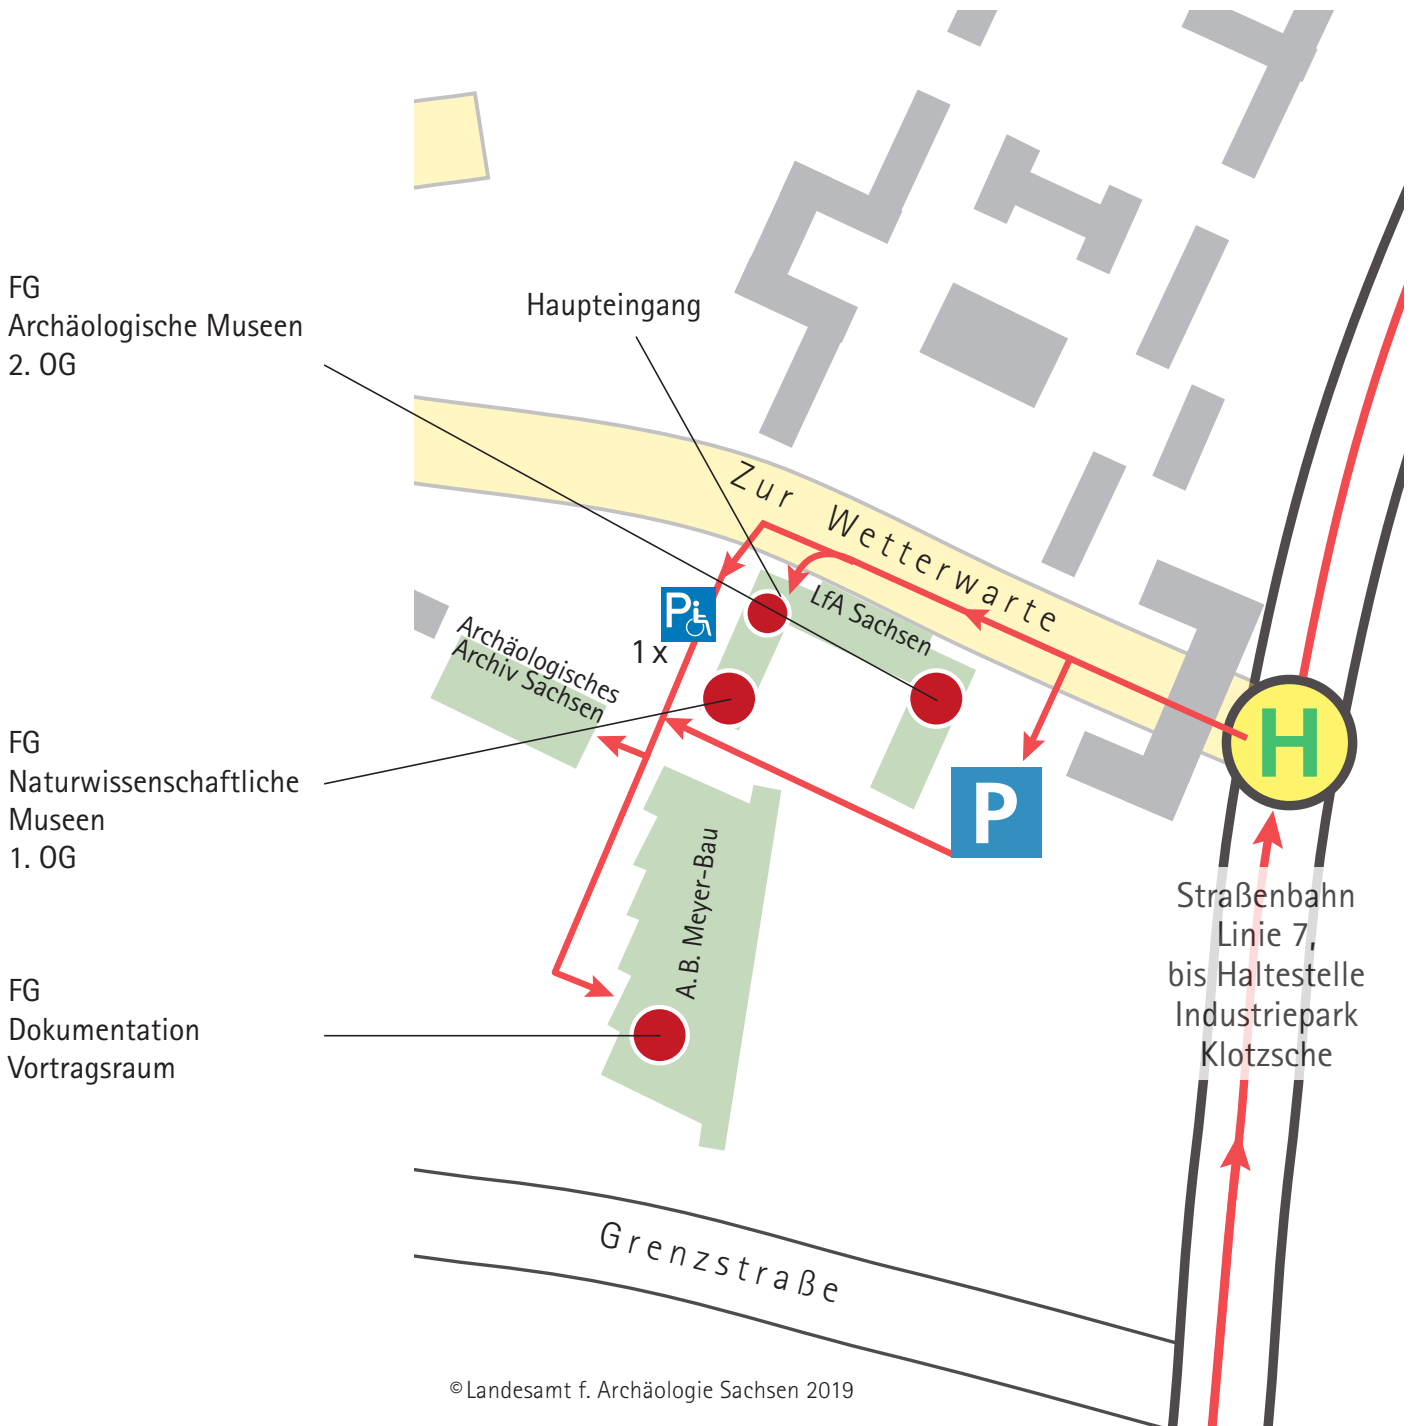 FG
Archäologische Museen
2. OG
Haupteingang
Zur Wetterwarte
LfA Sachsen
P
1 x
Archäologisches
Archiv Sachsen
FG
Naturwissenschaftliche
Museen
1. OG
H
P
A.B. Meyer-Bau
Straßenbahn
Linie 7,
bis Haltestelle
Industriepark
Klotzsche
FG
Dokumentation
Vortragsraum
Grenzstraße
© Landesamt f. Archäologie Sachsen 2019